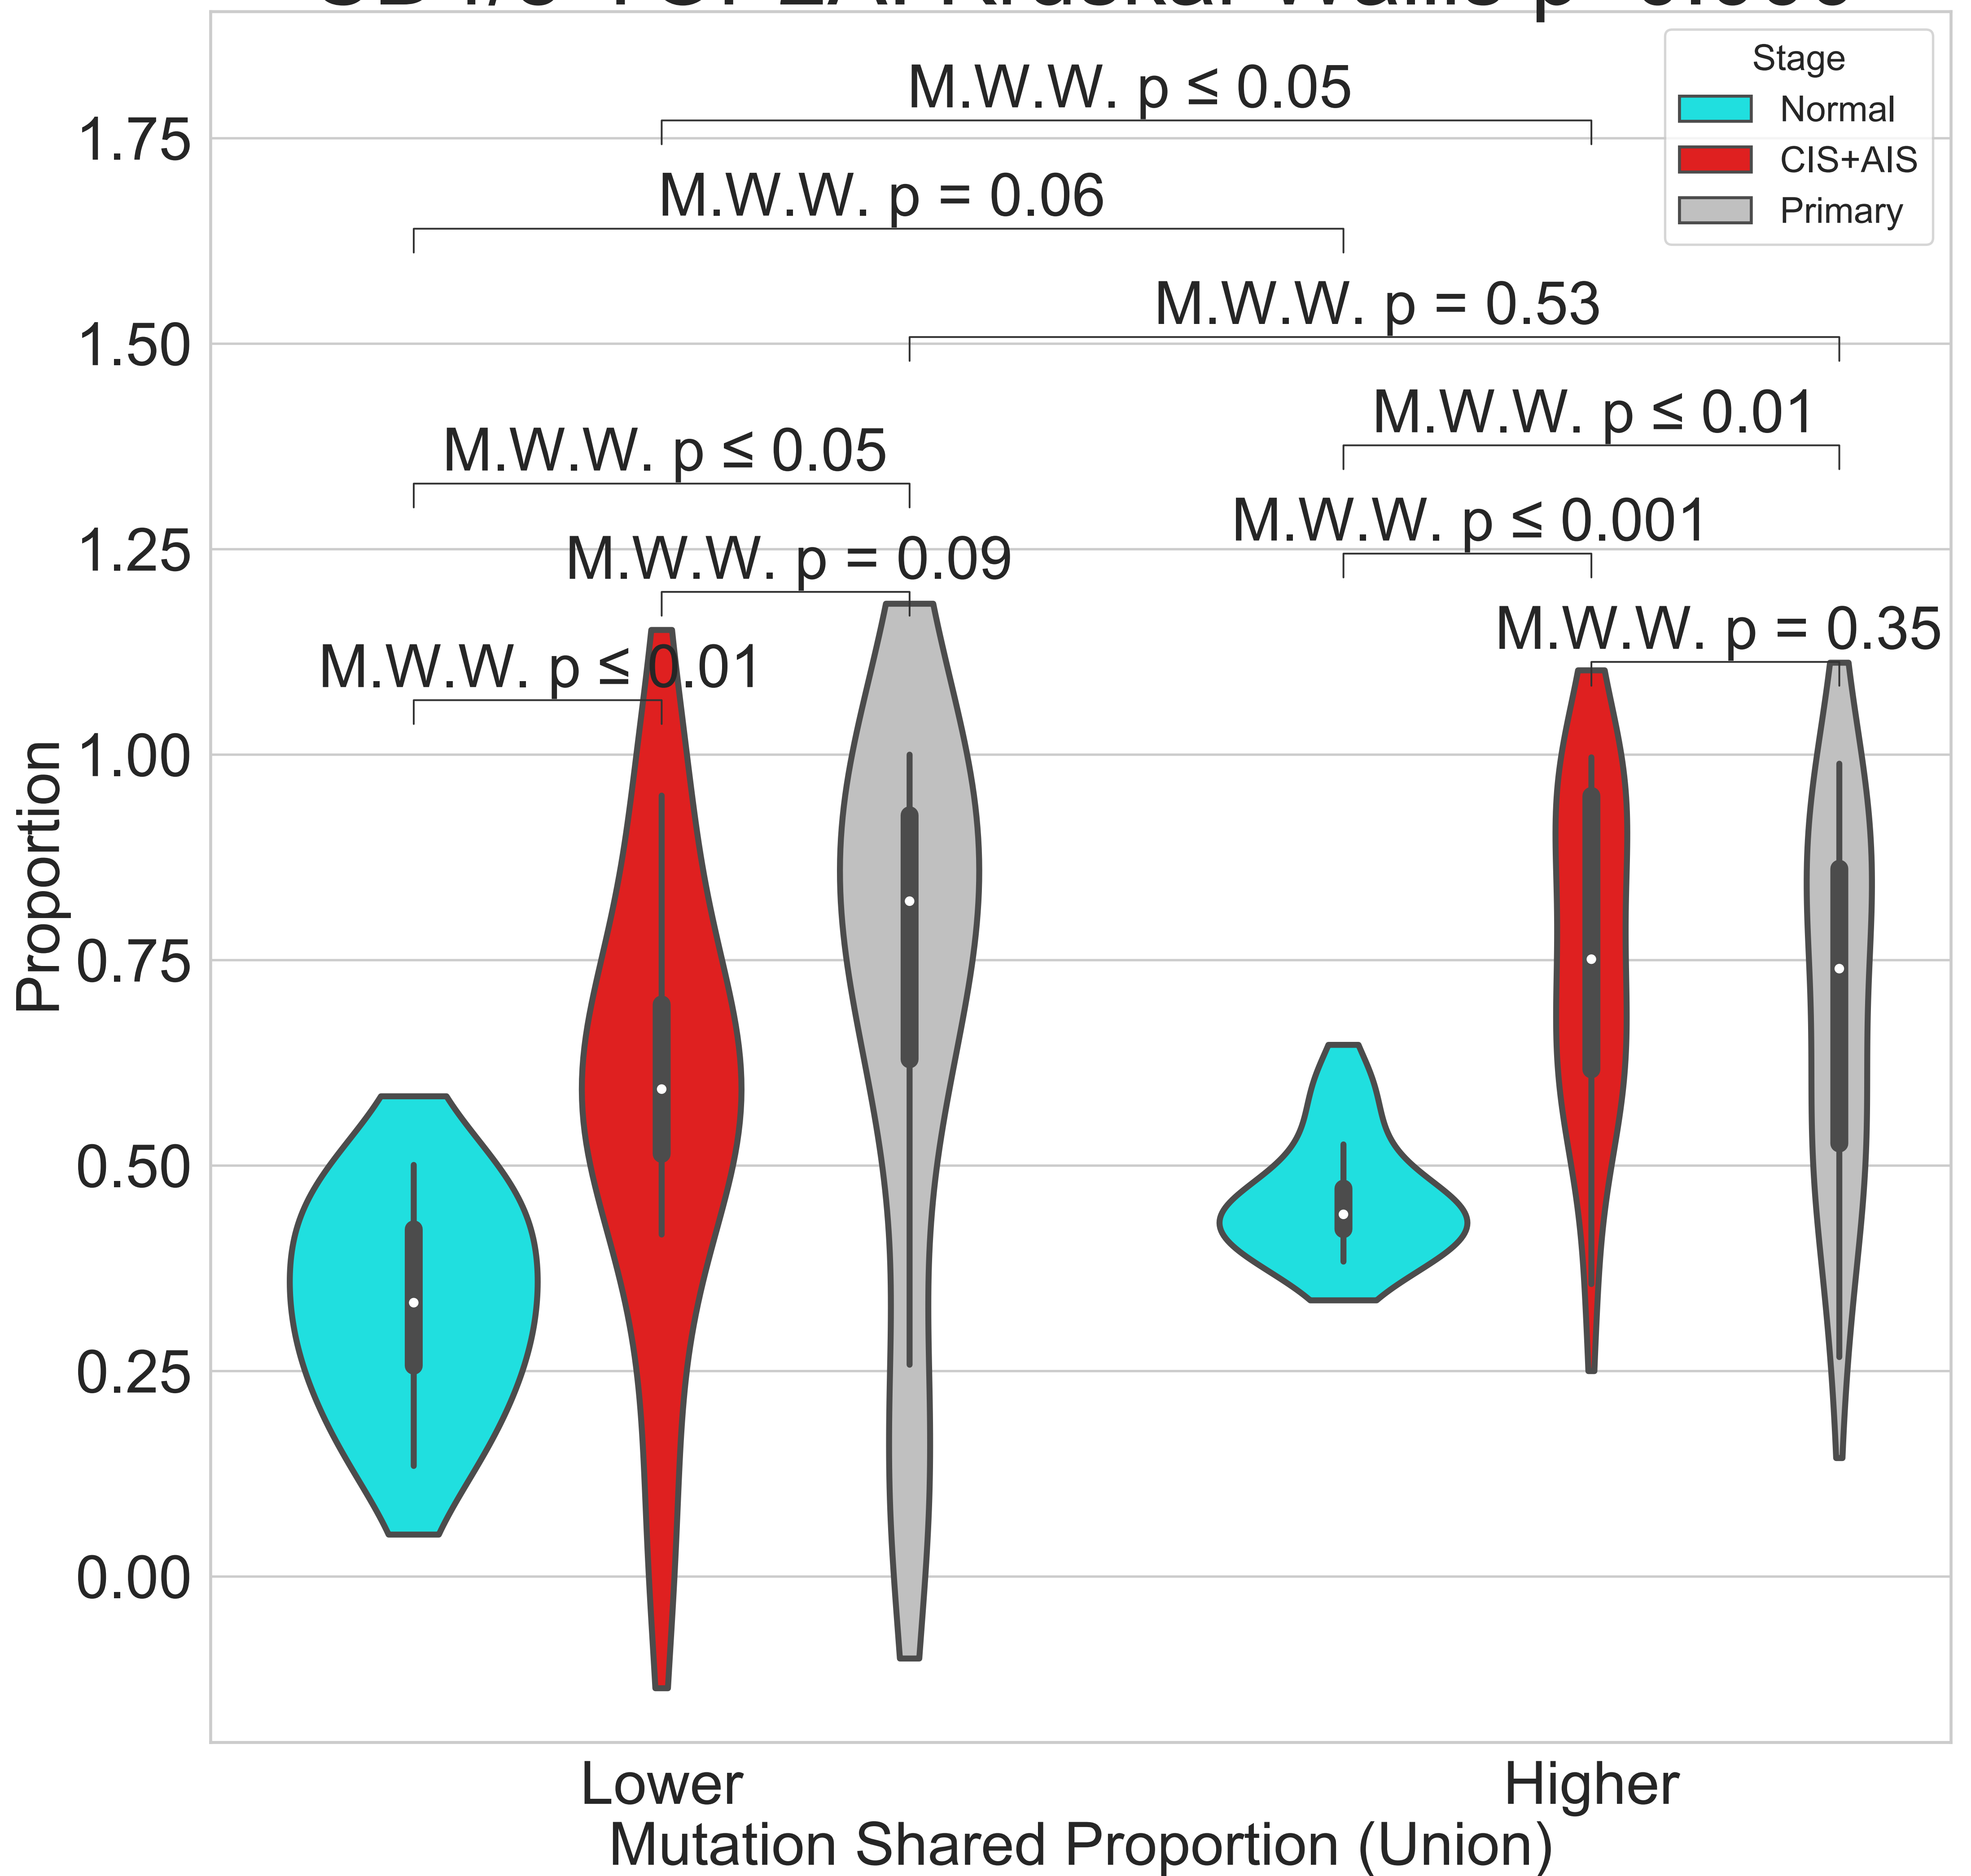 Stage
Normal
CIS+AIS
Primary
M.W.W. p ≤ 0.05
1.75
M.W.W. p = 0.06
M.W.W. p = 0.53
1.50
M.W.W. p ≤ 0.01
M.W.W. p ≤ 0.05
M.W.W. p ≤ 0.001
1.25
M.W.W. p = 0.09
M.W.W. p = 0.35
M.W.W. p ≤ 0.01
1.00
Proportion
0.75
0.50
0.25
0.00
Lower
Higher
Mutation Shared Proportion (Union)